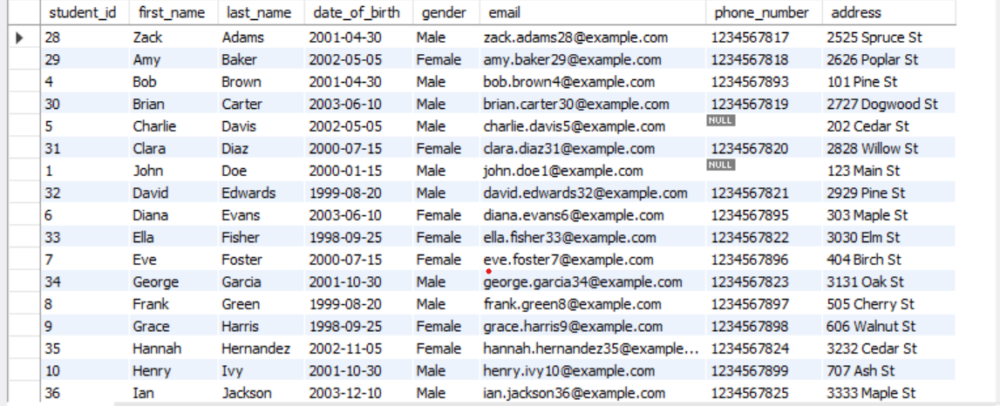 student_id first_name last_name date_of_birth gender email phone_number address
28 Zack Adams 2001-04-30 Male zack.adams28@example.com 1234567817 2525 Spruce St
29 Amy Baker 2002-05-05 Female amy.baker29@example.com 1234567818 2626 Poplar St
4 Bob Brown 2001-04-30 Male bob.brown4@example.com 1234567893 101 Pine St
30 Brian Carter 2003-06-10 Male brian.carter30@example.com 1234567819 2727 Dogwood St
5 Charlie Davis 2002-05-05 Male charlie.davis5@example.com NULL 202 Cedar St
31 Clara Diaz 2000-07-15 Female clara.diaz31@example.com 1234567820 2828 Willow St
1 John Doe 2000-01-15 Male john.doe1@example.com NULL 123 Main St
32 David Edwards 1999-08-20 Male david.edwards32@example.com 1234567821 2929 Pine St
6 Diana Evans 2003-06-10 Female diana.evans6@example.com 1234567895 303 Maple St
33 Ella Fisher 1998-09-25 Female ella.fisher33@example.com 1234567822 3030 Elm St
7 Eve Foster 2000-07-15 Female eve.foster7@example.com 1234567896 404 Birch St
34 George Garcia 2001-10-30 Male george.garcia34@example.com 1234567823 3131 Oak St
8 Frank Green 1999-08-20 Male frank.green8@example.com 1234567897 505 Cherry St
9 Grace Harris 1998-09-25 Female grace.harris9@example.com 1234567898 606 Walnut St
35 Hannah Hernandez 2002-11-05 Female hannah.hernandez35@example... 1234567824 3232 Cedar St
10 Henry Ivy 2001-10-30 Male henry.ivy10@example.com 1234567899 707 Ash St
36 Ian Jackson 2003-12-10 Male ian.jackson36@example.com 1234567825 3333 Maple St